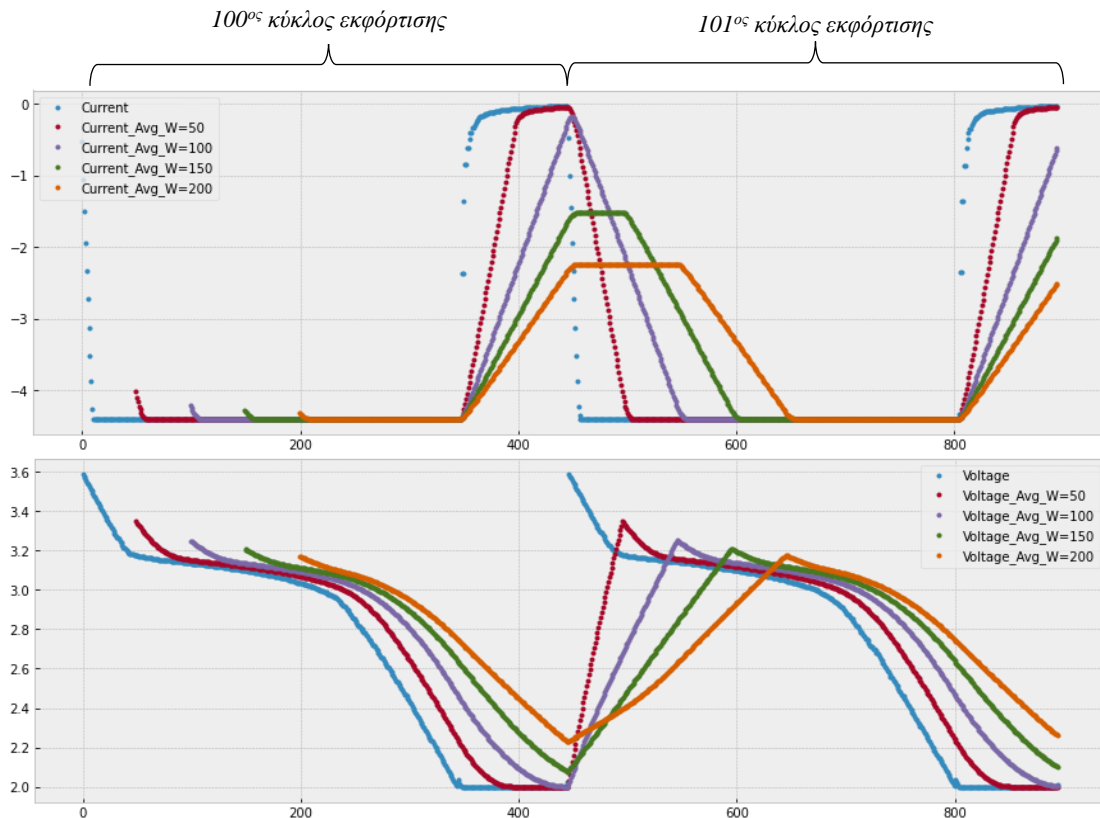 100ος κύκλος εκφόρτισης
101ος κύκλος εκφόρτισης
0
−1
−2
−3
−4
Current
Current_Avg_W=50
Current_Avg_W=100
Current_Avg_W=150
Current_Avg_W=200
0
200
400
600
800
3.6
3.4
3.2
3.0
2.8
2.6
2.4
2.2
2.0
Voltage
Voltage_Avg_W=50
Voltage_Avg_W=100
Voltage_Avg_W=150
Voltage_Avg_W=200
0
200
400
600
800